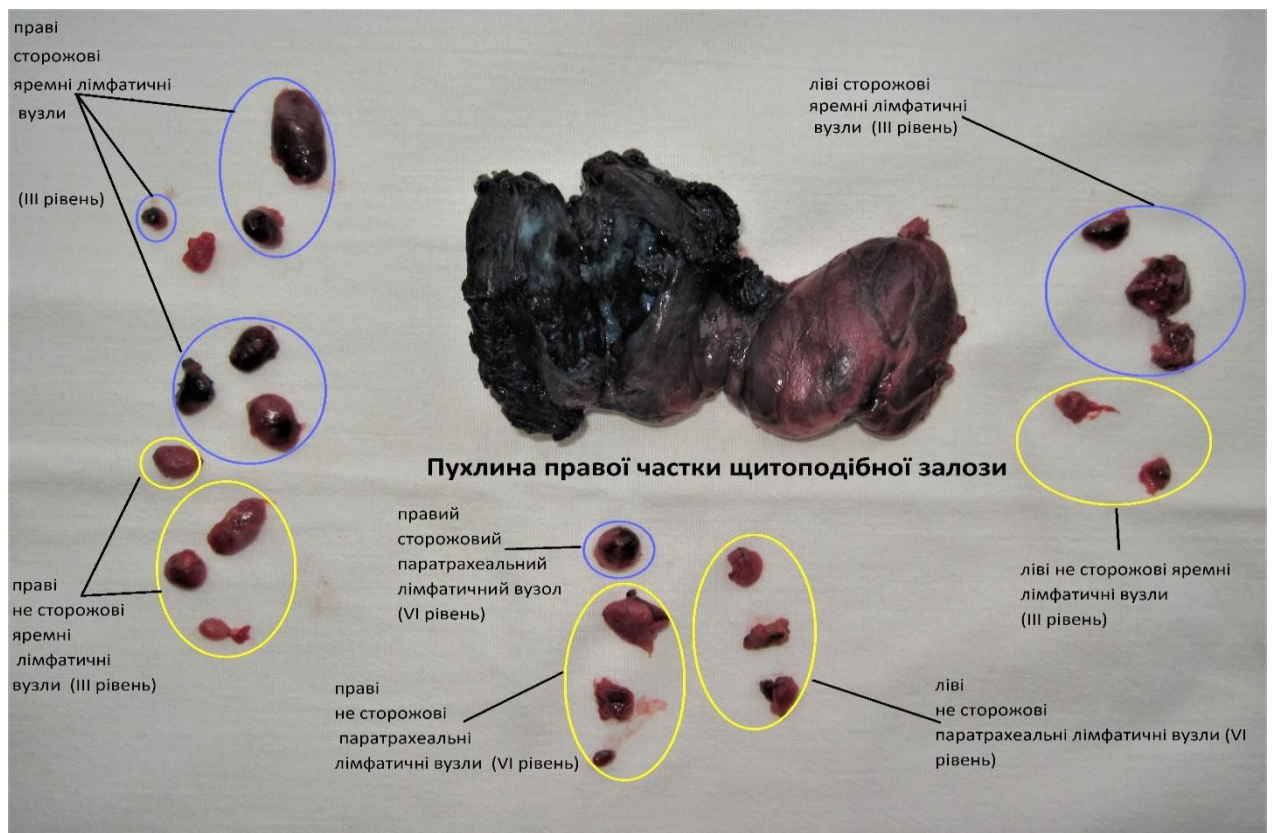 праві
сторожові
яремні лімфатичні
вузли
(III рівень)
ліві сторожові
яремні лімфатичні
вузли (III рівень)
Пухлина правої частки щитоподібної залози
правий
сторожовий
паратрахеальний
лімфатичний вузол
(VI рівень)
ліві не сторожові яремні
лімфатичні вузли
(III рівень)
праві
не сторожові
яремні
лімфатичні
вузли (III рівень)
праві
не сторожові
паратрахеальні
лімфатичні вузли (VI рівень)
ліві
не сторожові
паратрахеальні лімфатичні вузли (VI
рівень)